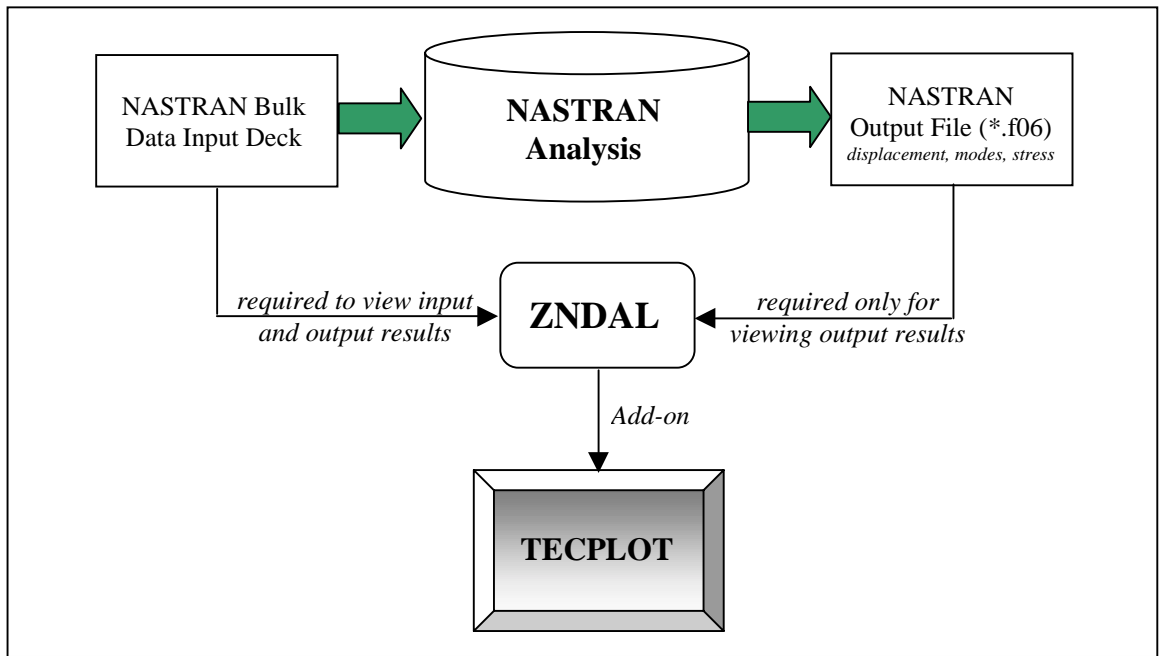 NASTRAN Bulk
Data Input Deck
NASTRAN
Analysis
NASTRAN
Output File (*.f06)
displacement, modes, stress
required to view input
and output results
ZNDAL
required only for
viewing output results
Add-on
TECPLOT